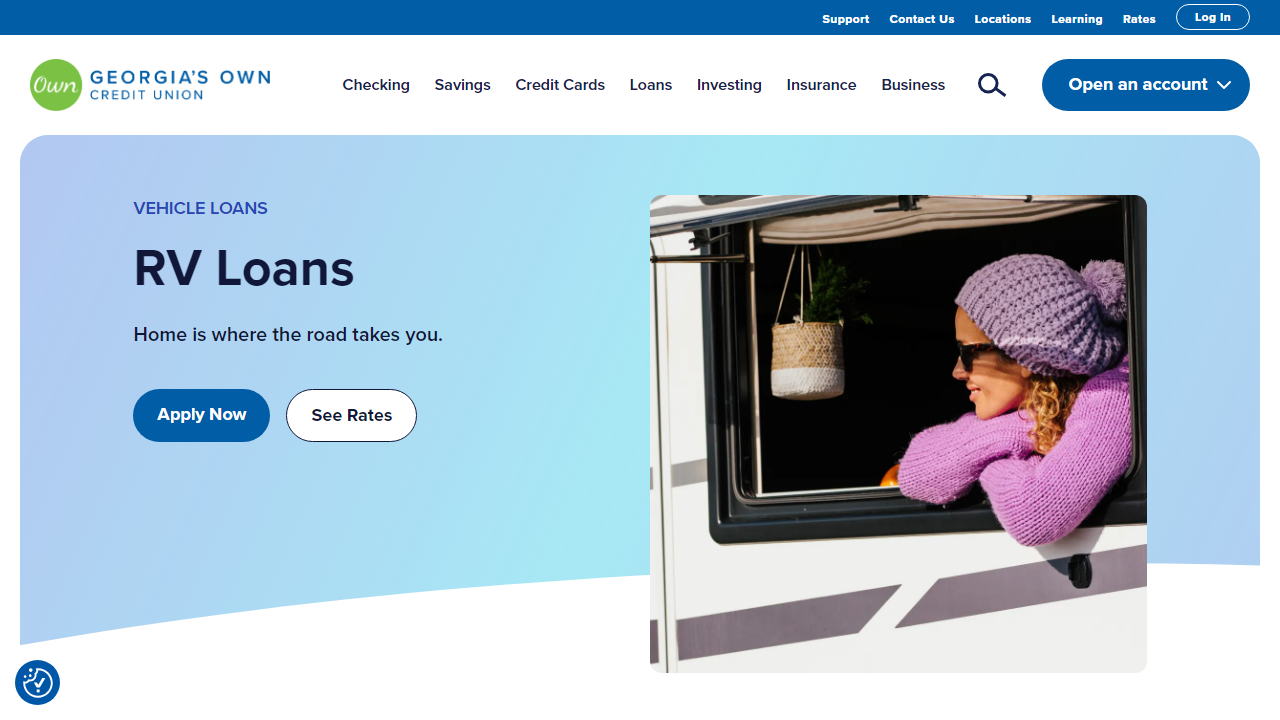 Support Contact Us Locations Learning Rates Log In
Own GEORGIA'S OWN
CREDIT UNION
Checking Savings Credit Cards Loans Investing Insurance Business Open an account
VEHICLE LOANS
RV Loans
Home is where the road takes you.
Apply Now See Rates